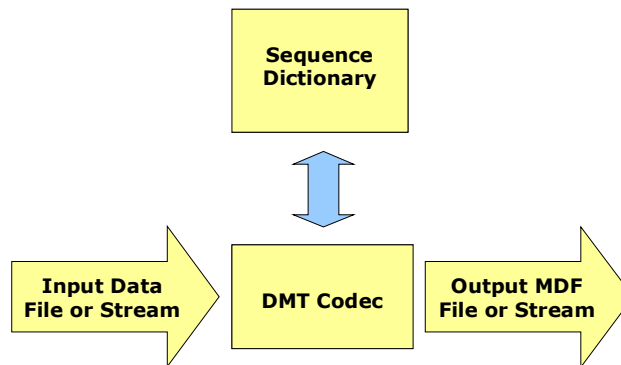 Sequence
Dictionary
Input Data
File or Stream
DMT Codec
Output MDF
File or Stream